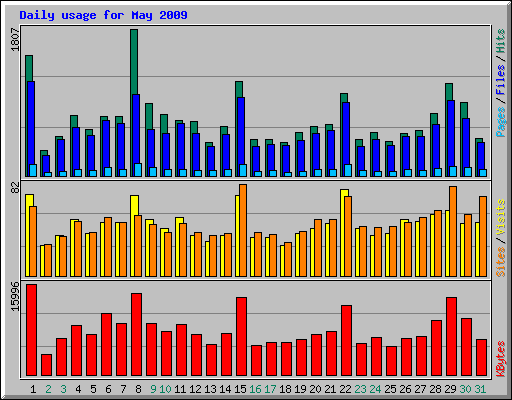 Daily usage for May 2009
1807
Pages / Files / Hits
82
Sites / Visits
15996
KBytes
1 2 3 4 5 6 7 8 9 10 11 12 13 14 15 16 17 18 19 20 21 22 23 24 25 26 27 28 29 30 31